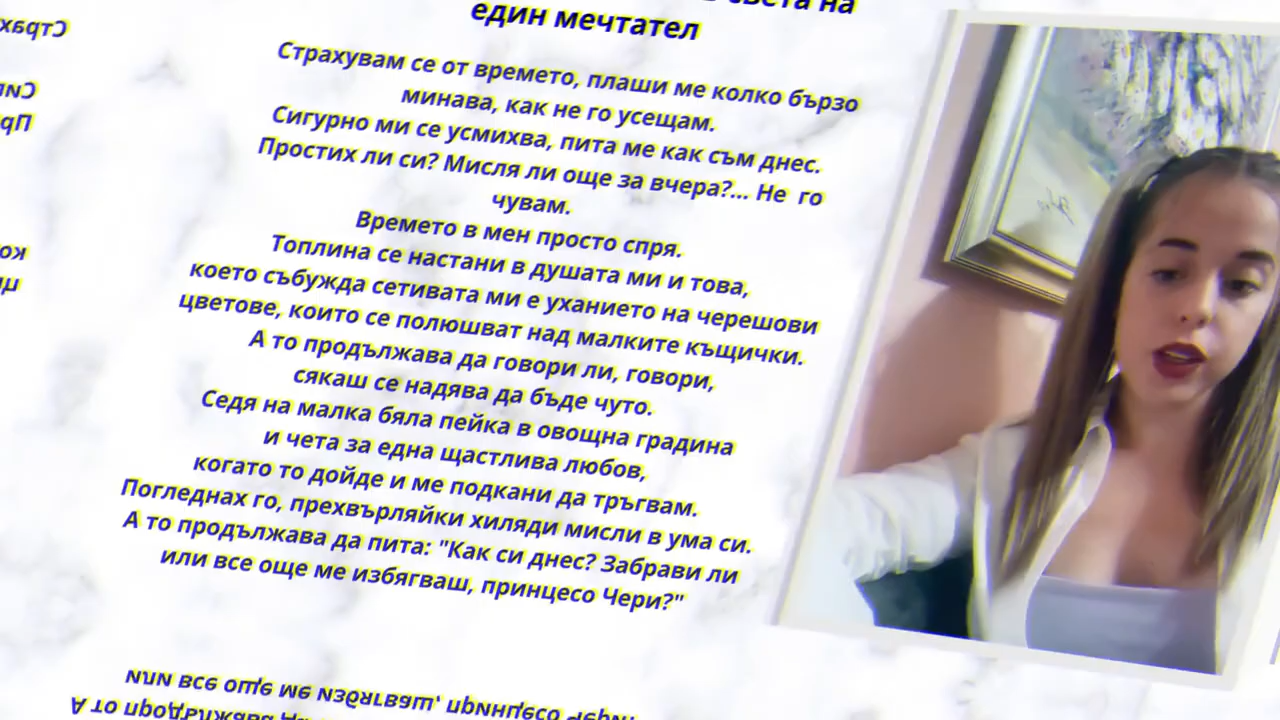 света на
един мечтател
Страхувам се от времето, плаши ме колко бързо
минава, как не го усещам.
Сигурно ми се усмихва, пита ме как съм днес.
Простих ли си? Мисля ли още за вчера?... Не го
чувам.
Времето в мен просто спря.
Топлина се настани в душата ми и това,
което събужда сетивата ми е уханието на черешови
цветове, които се полюшват над малките къщички.
А то продължава да говори ли, говори,
сякаш се надява да бъде чуто.
Седя на малка бяла пейка в овощна градина
и чета за една щастлива любов,
когато то дойде и ме подкани да тръгвам.
Погледнах го, прехвърляйки хиляди мисли в ума си.
А то продължава да пита: "Как си днес? Забрави ли
или все още ме избягваш, принцесо Чери?"